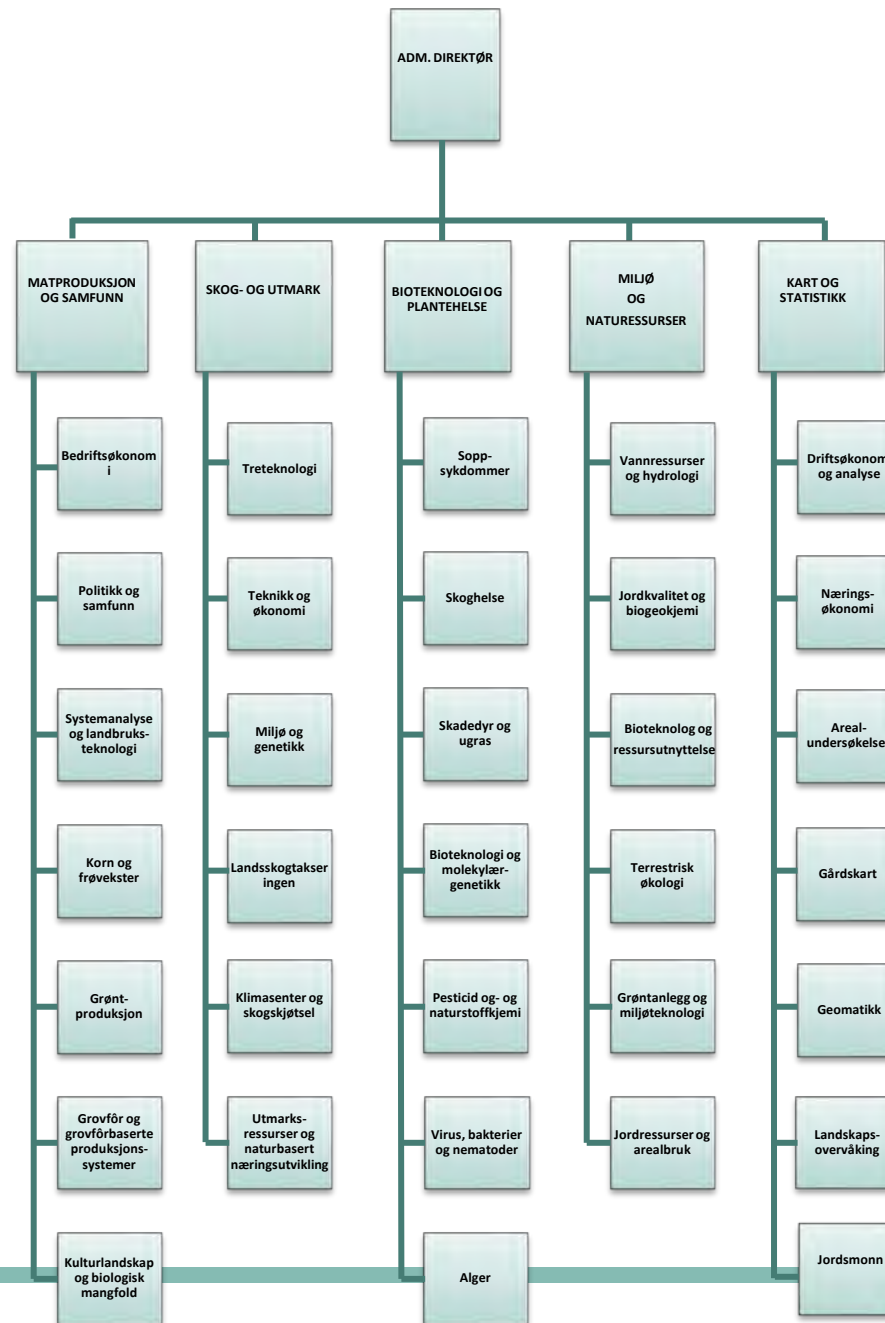 ADM. DIREKTØR
MATPRODUKSJON
OG SAMFUNN
SKOG- OG UTMARK
BIOTEKNOLOGI OG
PLANTEHELSE
MILJØ
OG
NATURESSURSER
KART OG
STATISTIKK
Bedriftsøkonom
i
Politikk og
samfunn
Systemanalyse
og landbruks-
teknologi
Korn og
frøvekster
Grønt-
produksjon
Grovfôr og
grovfôrbaserte
produksjons-
systemer
Kulturlandskap
og biologisk
mangfold
Treteknologi
Teknikk og
økonomi
Miljø og
genetikk
Landsskogtakser
ingen
Klimasenter og
skogskjøtsel
Utmarks-
ressurser og
naturbasert
næringsutvikling
Sopp-
sykdommer
Skoghelse
Skadedyr og
ugras
Bioteknologi og
molekylær-
genetikk
Pesticid og- og
naturstoffkjemi
Virus, bakterier
og nematoder
Alger
Vannressurser
og hydrologi
Jordkvalitet og
biogeokjemi
Bioteknolog og
ressursutnyttelse
Terrestrisk
økologi
Grøntanlegg og
miljøteknologi
Jordressurser og
arealbruk
Driftsøkonom
og analyse
Nærings-
økonomi
Areal-
undersøkelse
Gårdskart
Geomatikk
Landskaps-
overvåking
Jordsmonn